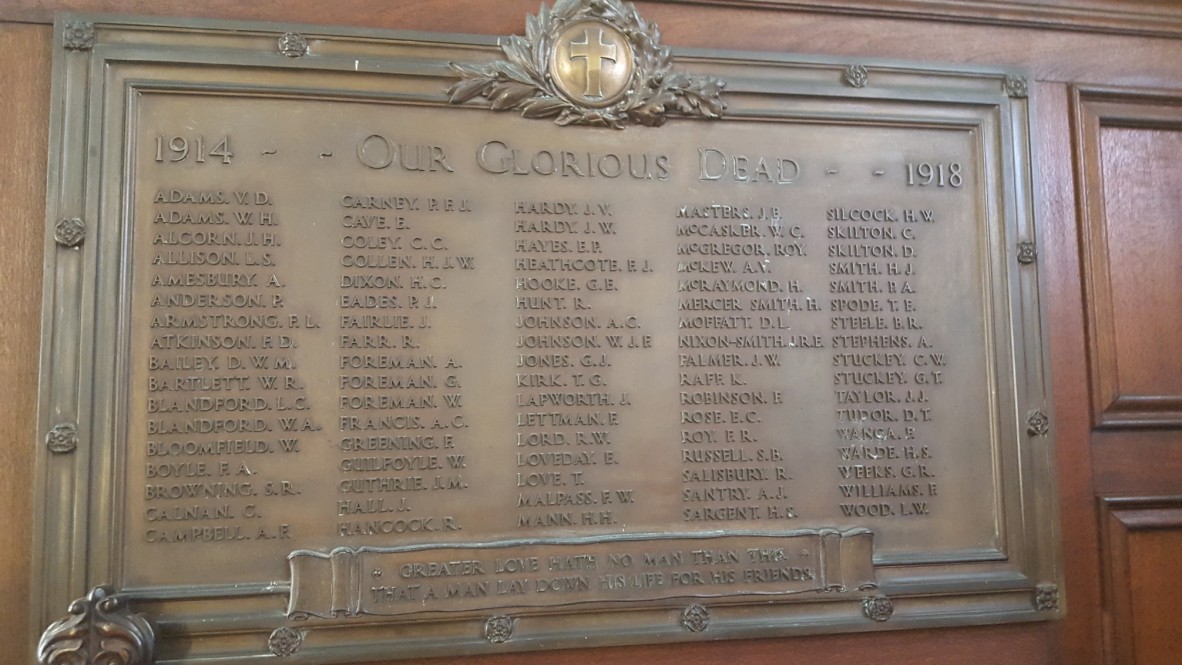 1914 - - OUR GLORIOUS DEAD - - 1918
ADAMS. V. D.
ADAMS. W. H.
ALCORN. J. H.
ALLISON. L. S.
AMESBURY. A.
ANDERSON. P.
ARMSTRONG. F. L.
ATKINSON. H. D.
BAILEY. D. W. M.
BARTLETT. W. R.
BLANDFORD. L. C.
BLANDFORD. W. A.
BLOOMFIELD. W.
BOYLE. F. A.
BROWNING. S. R.
CALNAN. G.
CAMPBELL. A. F.
CARNEY. P. F. J.
CAVE. E.
COLEY. C. C.
COLLEN. H. J. W.
DIXON. H. C.
EADES. P. J.
FAIRLIE. J.
FARR. R.
FOREMAN. A.
FOREMAN. G.
FOREMAN. W.
FRANCIS. A. C.
GREENING. F.
GUILFOYLE. W.
GUTHRIE. J. M.
HALL. J.
HANCOCK. R.
HARDY. J. V.
HARDY. J. W.
HAYES. E. P.
HEATHCOTE. F. J.
HOOKE. G. E.
HUNT. R.
JOHNSON. A. C.
JOHNSON. W. J. F.
JONES. G. J.
KIRK. T. G.
LAPWORTH. J.
LETTMAN. F.
LORD. R. W.
LOVEDAY. E.
LOVE. T.
MALPASS. F. W.
MANN. H. H.
MASTERS. J. F.
McCASKER. W. C.
McGREGOR. ROY.
McKEW. A. V.
McRAYMOND. H.
MERCER SMITH. H.
MOFFATT. D. L.
NIXON-SMITH. J. R. E.
PALMER. J. W.
RAFF. K.
ROBINSON. F.
ROSE. E. C.
ROY. F. R.
RUSSELL. S. B.
SALISBURY. R.
SANTRY. A. J.
SARGENT. H. S.
SILCOCK. H. W.
SKILTON. C.
SKILTON. D.
SMITH. H. J.
SMITH. P. A.
SPODE. T. E.
STEELE. B. R.
STEPHENS. A.
STUCKEY. C. W.
STUCKEY. G. T.
TAYLOR. J. J.
TUDOR. D. T.
WANGA. P.
WARDE. H. S.
WEEKS. G. R.
WILLIAMS. F.
WOOD. L. W.
GREATER LOVE HATH NO MAN THAN THIS
THAT A MAN LAY DOWN HIS LIFE FOR HIS FRIENDS.